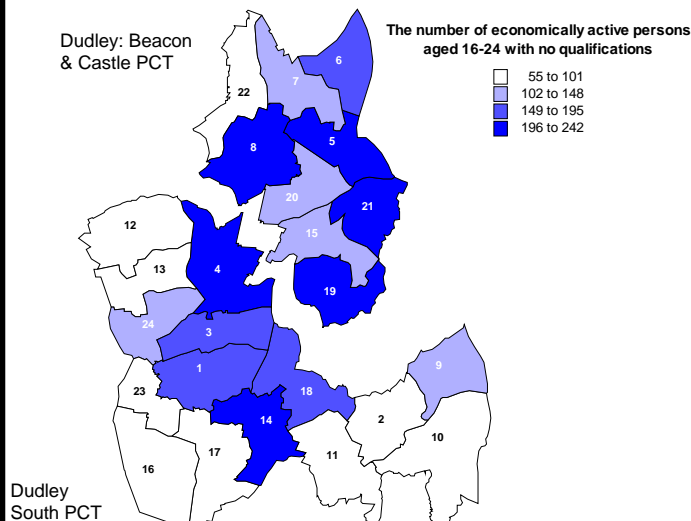 Dudley: Beacon
& Castle PCT
The number of economically active persons
aged 16-24 with no qualifications
55 to 101
102 to 148
149 to 195
196 to 242
6
7
22
5
8
20
21
12
15
13
4
19
24
3
9
1
23
18
14
2
10
17
11
16
Dudley
South PCT